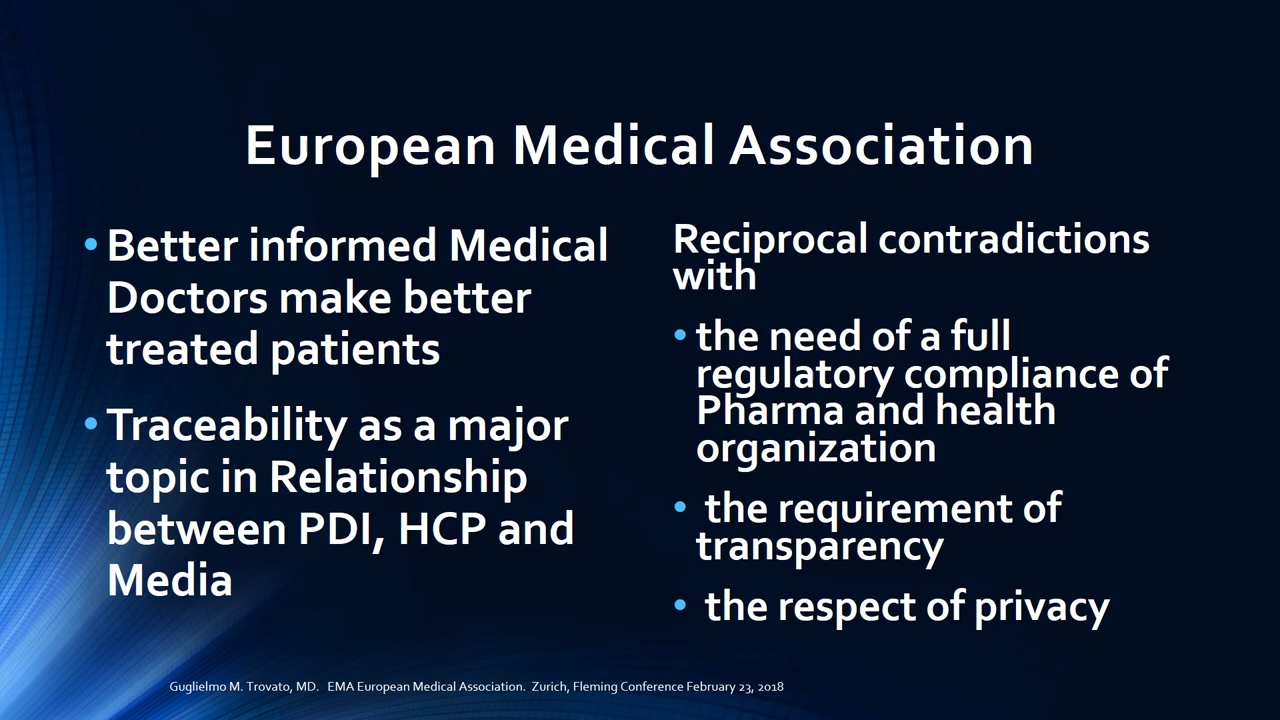 European Medical Association
• Better informed Medical
Doctors make better
treated patients
• Traceability as a major
topic in Relationship
between PDI, HCP and
Media
Reciprocal contradictions
with
• the need of a full
regulatory compliance of
Pharma and health
organization
• the requirement of
transparency
• the respect of privacy
Guglielmo M. Trovato, MD.   EMA European Medical Association.  Zurich, Fleming Conference February 23, 2018